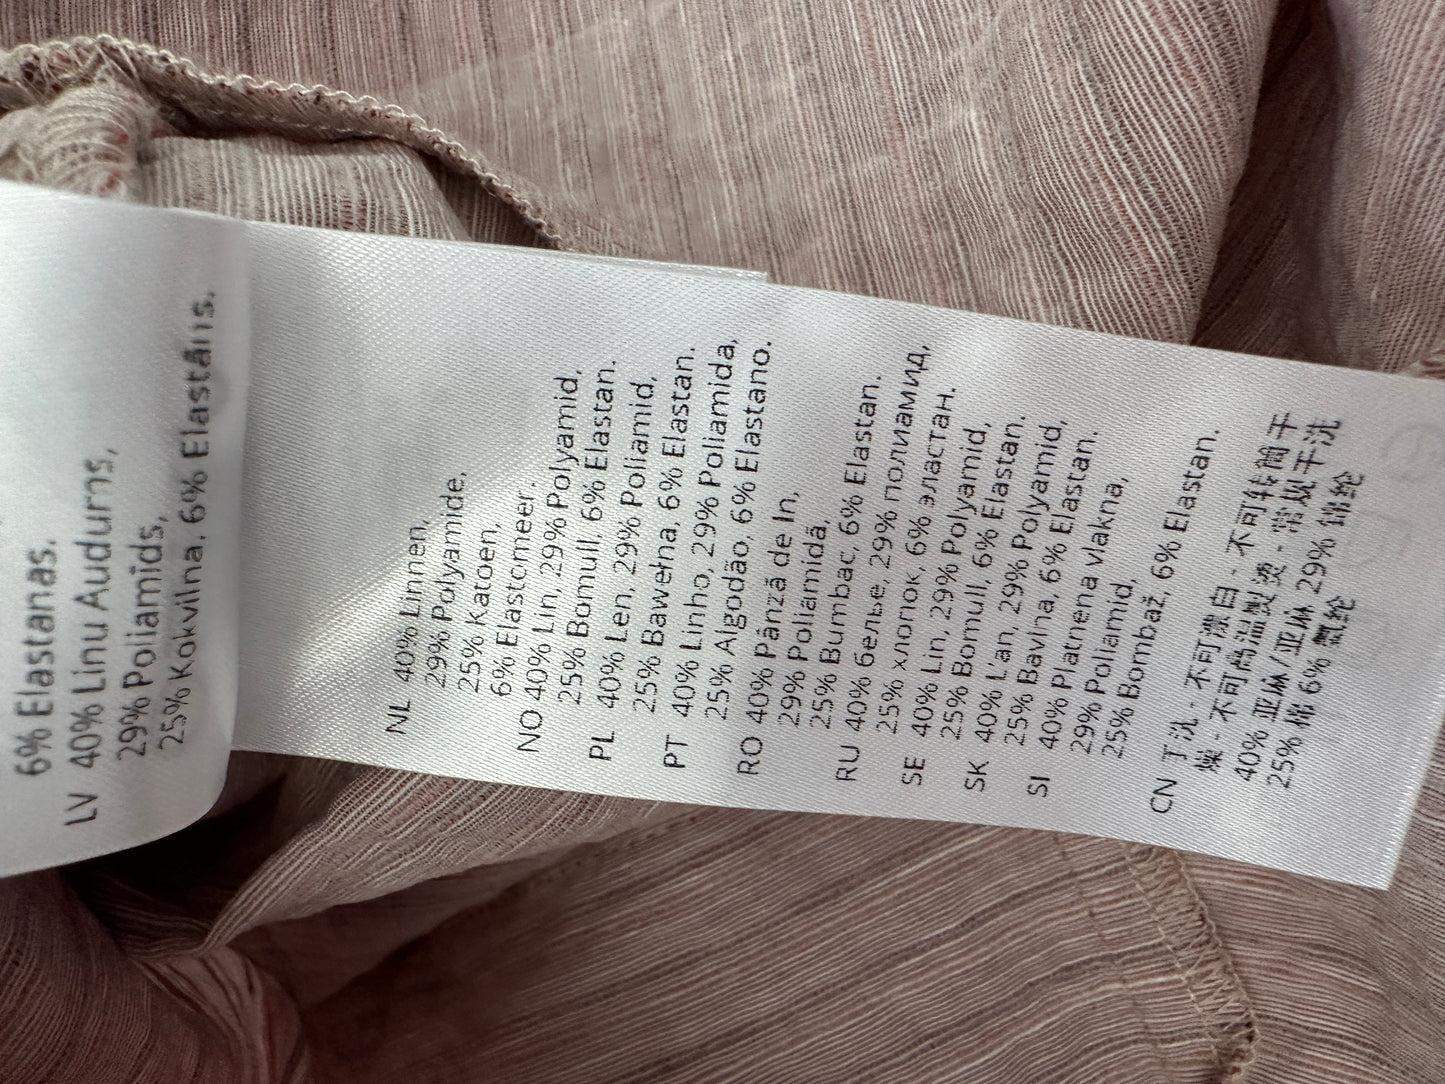 6% Elastanas.
LV 40% Linu Audums,
29% Poliamīds,
25% Kokvilna, 6% Elastāns.
NL 40% Linnen,
29% Polyamide,
25% Katoen,
6% Elastomeer.
NO 40% Lin, 29% Polyamid,
25% Bomull, 6% Elastan.
PL 40% Len, 29% Poliamid,
25% Bawełna, 6% Elastan.
PT 40% Linho, 29% Poliamida,
25% Algodão, 6% Elastano.
RO 40% Pânză de In,
29% Poliamidă,
25% Bumbac, 6% Elastan.
RU 40% белье, 29% полиамид,
25% хлопок, 6% эластан.
SE 40% Lin, 29% Polyamid,
25% Bomull, 6% Elastan.
SK 40% L'an, 29% Polyamid,
25% Bavlna, 6% Elastan.
SI 40% Platnena vlakna,
29% Poliamid,
25% Bombaž, 6% Elastan.
CN 手洗 - 不可漂白 - 不可转筒干
燥 - 不可高温熨烫 - 常规干洗
40% 亚麻/亚麻 29% 锦纶
25% 棉 6% 氨纶